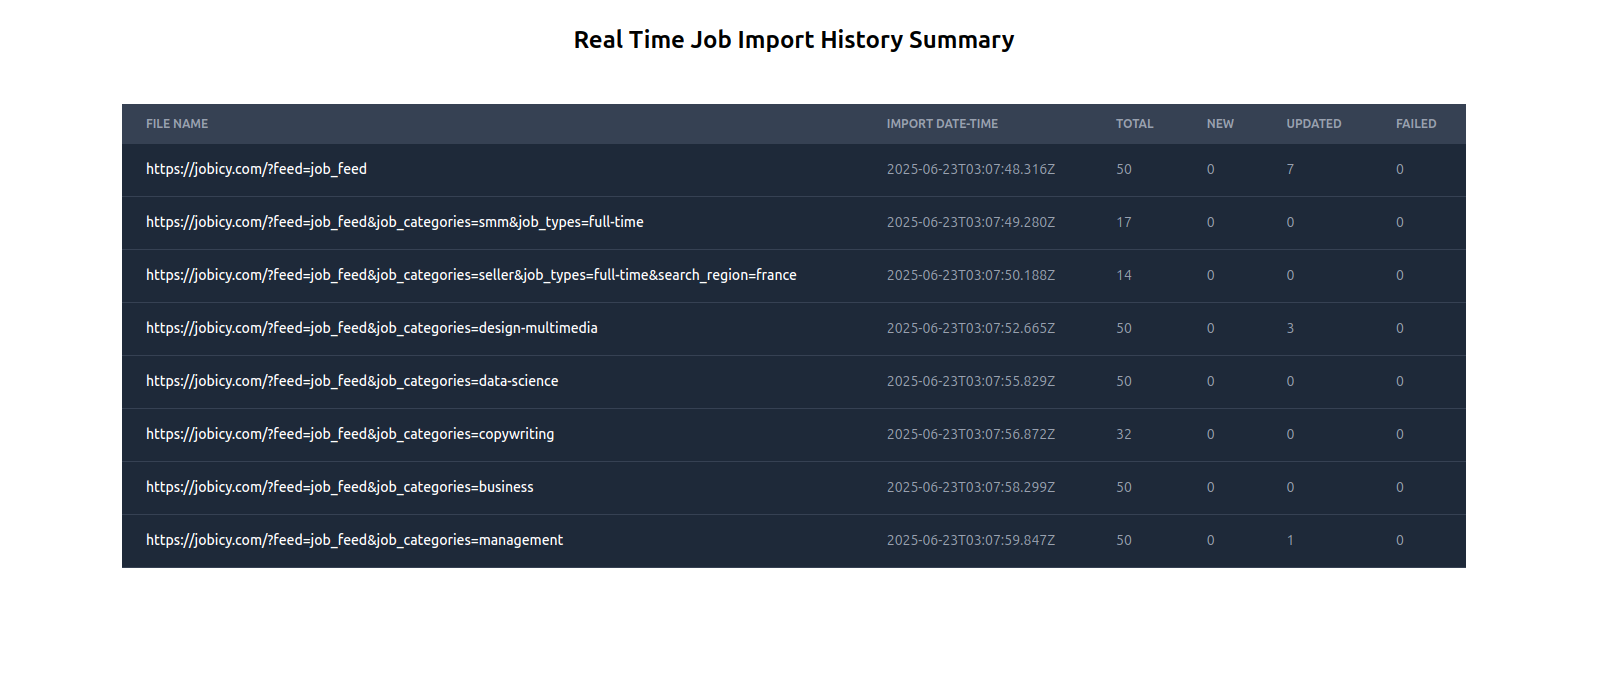 Real Time Job Import History Summary
FILE NAME IMPORT DATE-TIME TOTAL NEW UPDATED FAILED
https://jobicy.com/?feed=job_feed 2025-06-23T03:07:48.316Z 50 0 7 0
https://jobicy.com/?feed=job_feed&job_categories=smm&job_types=full-time 2025-06-23T03:07:49.280Z 17 0 0 0
https://jobicy.com/?feed=job_feed&job_categories=seller&job_types=full-time&search_region=france 2025-06-23T03:07:50.188Z 14 0 0 0
https://jobicy.com/?feed=job_feed&job_categories=design-multimedia 2025-06-23T03:07:52.665Z 50 0 3 0
https://jobicy.com/?feed=job_feed&job_categories=data-science 2025-06-23T03:07:55.829Z 50 0 0 0
https://jobicy.com/?feed=job_feed&job_categories=copywriting 2025-06-23T03:07:56.872Z 32 0 0 0
https://jobicy.com/?feed=job_feed&job_categories=business 2025-06-23T03:07:58.299Z 50 0 0 0
https://jobicy.com/?feed=job_feed&job_categories=management 2025-06-23T03:07:59.847Z 50 0 1 0